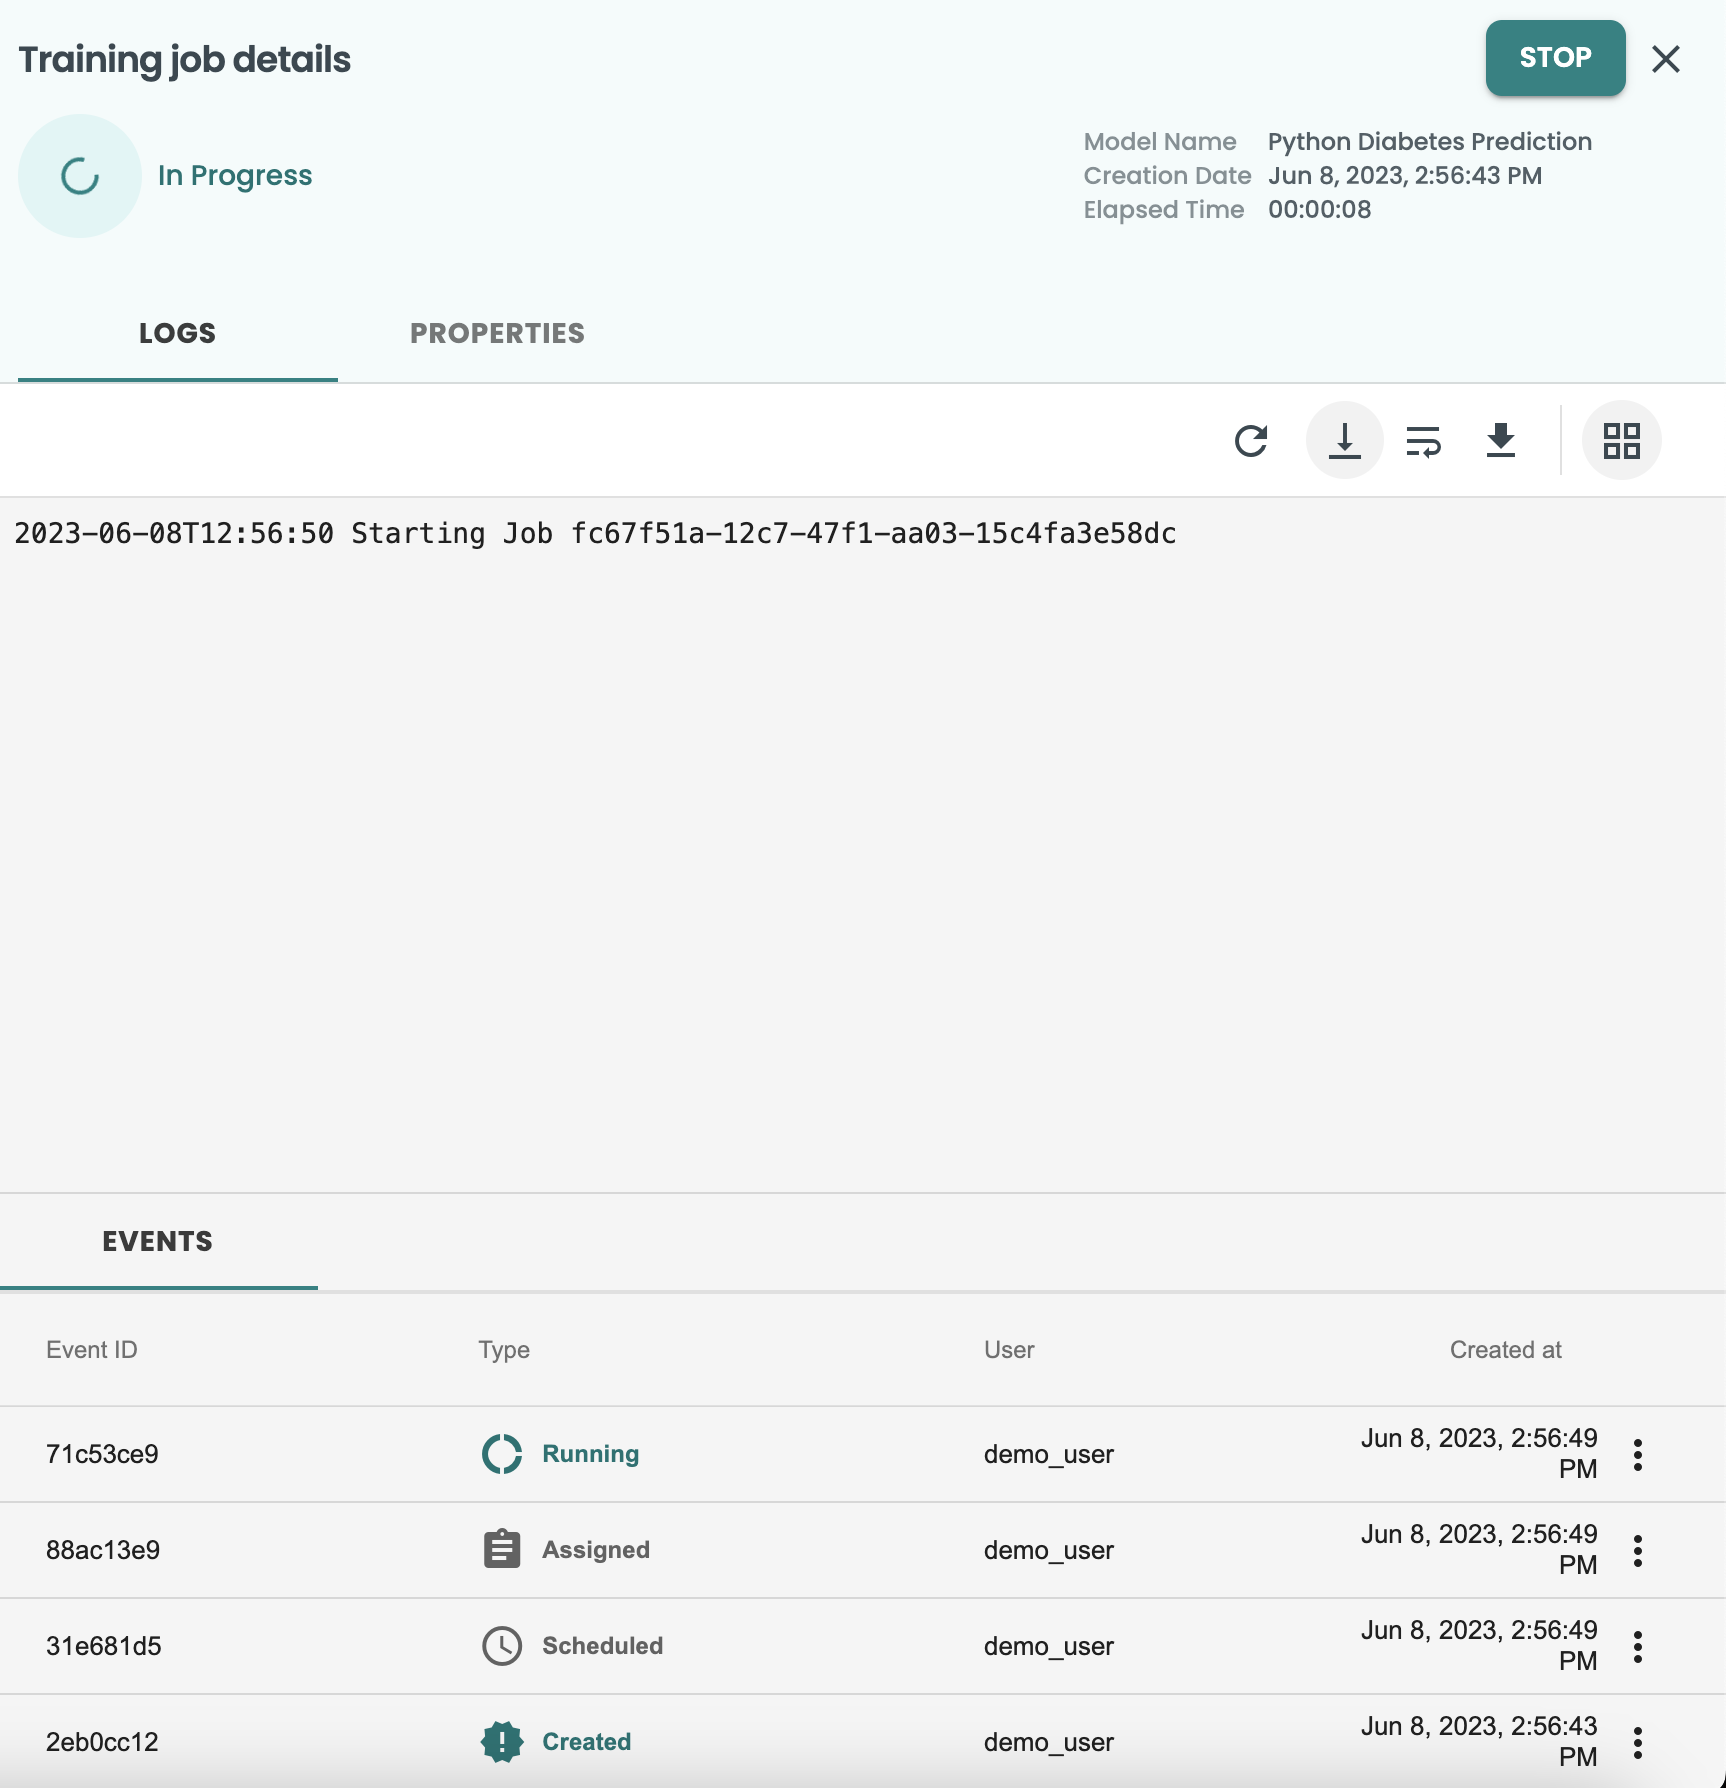 Training job details
STOP
In Progress
Model Name Python Diabetes Prediction
Creation Date Jun 8, 2023, 2:56:43 PM
Elapsed Time 00:00:08
LOGS PROPERTIES
2023-06-08T12:56:50 Starting Job fc67f51a-12c7-47f1-aa03-15c4fa3e58dc
EVENTS
Event ID Type User Created at
71c53ce9 Running demo_user Jun 8, 2023, 2:56:49
PM
88ac13e9 Assigned demo_user Jun 8, 2023, 2:56:49
PM
31e681d5 Scheduled demo_user Jun 8, 2023, 2:56:49
PM
2eb0cc12 Created demo_user Jun 8, 2023, 2:56:43
PM